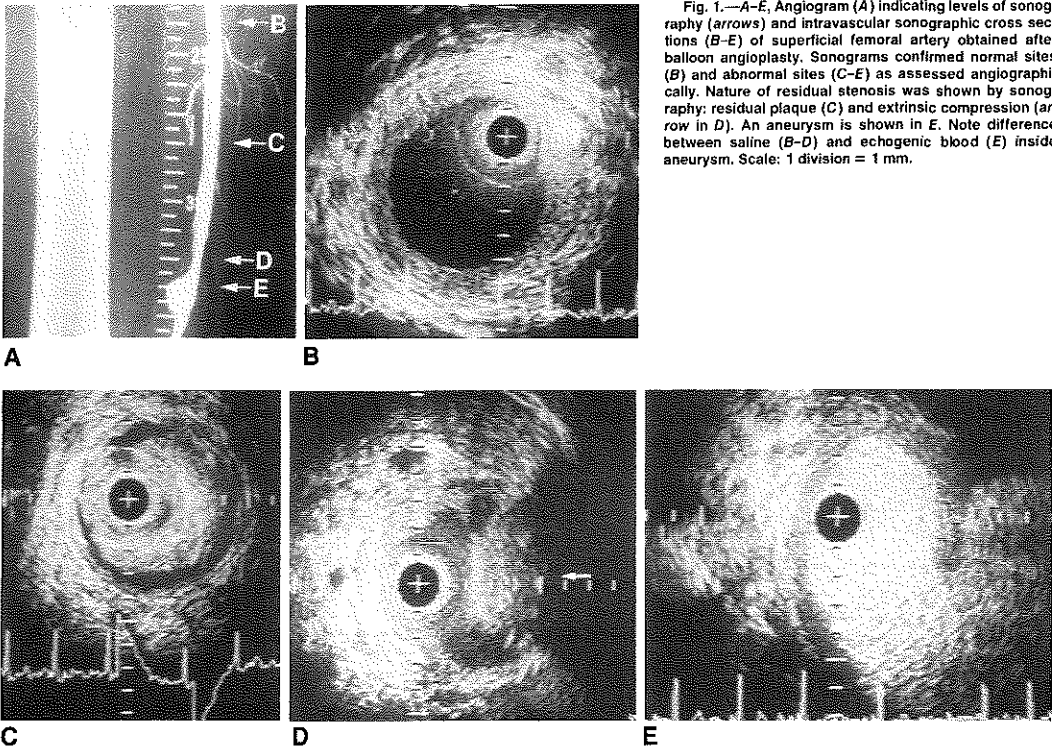 B
C
D
E
A
B
Fig. 1.—A–E, Angiogram (A) indicating levels of sonog
raphy (arrows) and intravascular sonographic cross sec
tions (B–E) of superficial femoral artery obtained afte
balloon angioplasty. Sonograms confirmed normal sites
(B) and abnormal sites (C–E) as assessed angiographi
cally. Nature of residual stenosis was shown by sonog
raphy: residual plaque (C) and extrinsic compression (ar
row in D). An aneurysm is shown in E. Note difference
between saline (B–D) and echogenic blood (E) inside
aneurysm. Scale: 1 division = 1 mm.
C
D
E